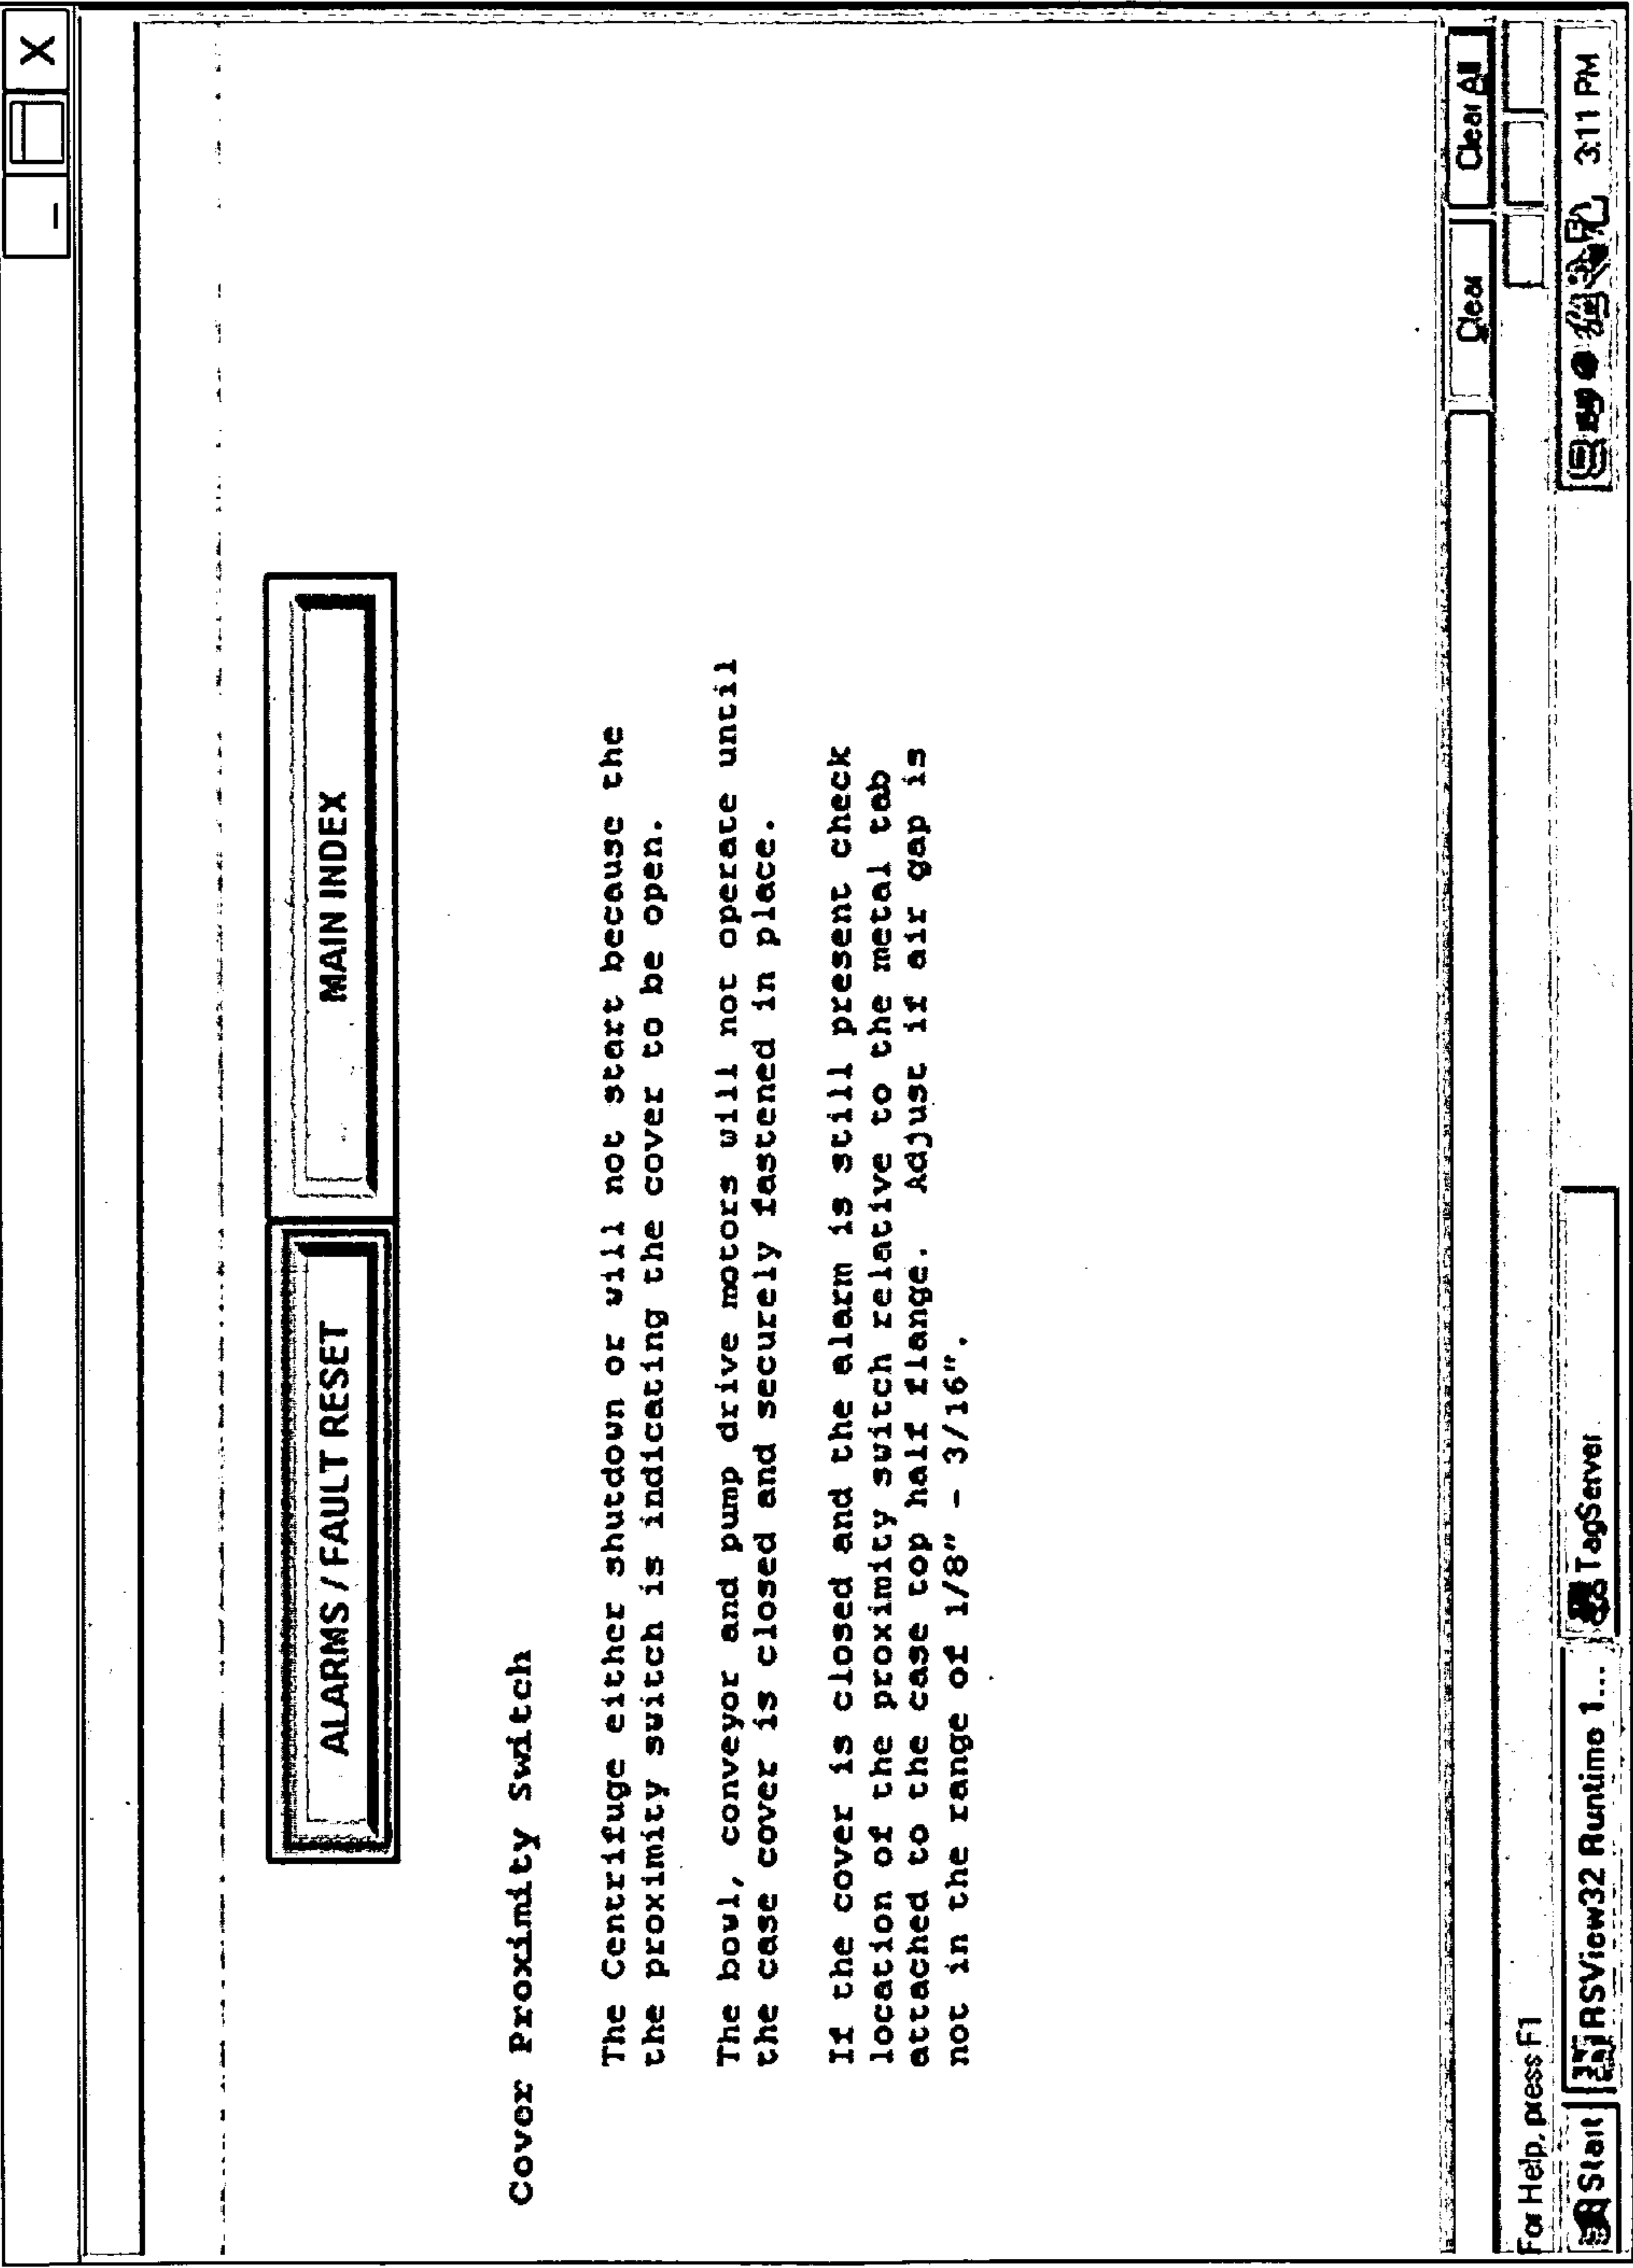 ALARMS / FAULT RESET
MAIN INDEX
Cover Proximity Switch
The Centrifuge either shutdown or will not start because the
the proximity switch is indicating the cover to be open.
The bowl, conveyor and pump drive motors will not operate until
the case cover is closed and securely fastened in place.
If the cover is closed and the alarm is still present check
location of the proximity switch relative to the metal tab
attached to the case top half flange. Adjust if air gap is
not in the range of 1/8" - 3/16".
Clear
Clear All
For Help, press F1
Start
RSView32 Runtime 1...
TagServer
3:11 PM